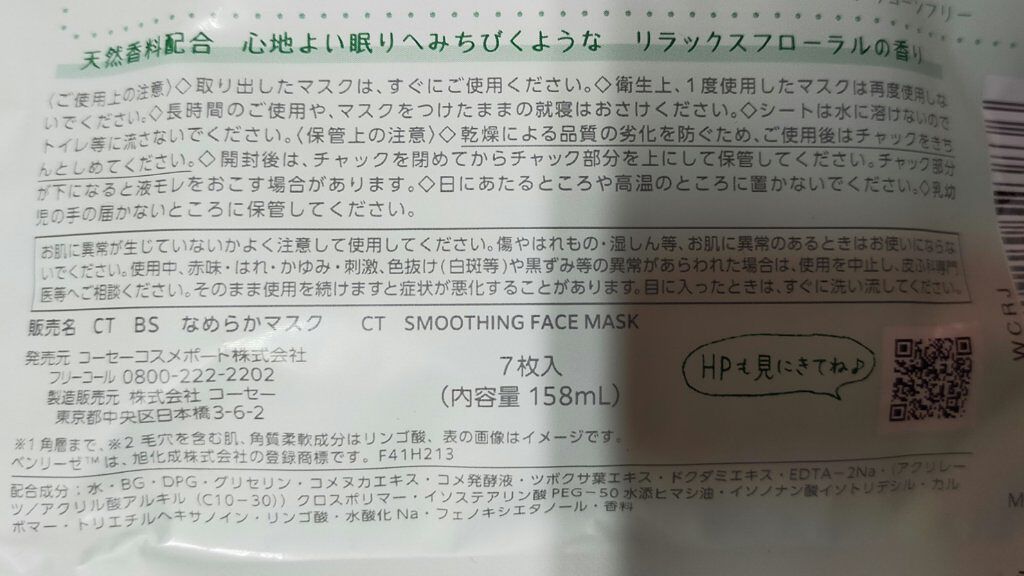 天然香料配合 心地よい眠りへみちびくような リラックスフローラルの香り
〈ご使用上の注意〉◇取り出したマスクは、すぐにご使用ください。◇衛生上、1度使用したマスクは再度使用しな
いでください。◇長時間のご使用や、マスクをつけたままの就寝はおさけください。◇シートは水に溶けないので
トイレ等に流さないでください。〈保管上の注意〉◇乾燥による品質の劣化を防ぐため、ご使用後はチャックをきち
んとしめてください。◇開封後は、チャックを閉めてからチャック部分を上にして保管してください。チャック部分
が下になると液モレをおこす場合があります。◇日にあたるところや高温のところに置かないでください。◇乳幼
児の手の届かないところに保管してください。
お肌に異常が生じていないかよく注意して使用してください。傷やはれもの・湿しん等、お肌に異常のあるときはお使いにならな
いでください。使用中、赤味・はれ・かゆみ・刺激、色抜け(白斑等)や黒ずみ等の異常があらわれた場合は、使用を中止し、皮ふ科専門
医等へご相談ください。そのまま使用を続けますと症状が悪化することがあります。目に入ったときは、すぐに洗い流してください。
販売名 CT BS なめらかマスク CT SMOOTHING FACE MASK
発売元 コーセーコスメポート株式会社
フリーコール 0800-222-2202
製造販売元 株式会社 コーセー
東京都中央区日本橋3-6-2
7枚入
(内容量 158mL)
HPも見にきてね♪
WCRJ
※1 角層まで、※2 毛穴を含む肌、角質柔軟成分はリンゴ酸、表の画像はイメージです。
ベンリーゼ™は、旭化成株式会社の登録商標です。F41H213
配合成分：水・BG・DPG・グリセリン・コメヌカエキス・コメ発酵液・ツボクサ葉エキス・ドクダミエキス・EDTA-2Na・(アクリレー
ツ/アクリル酸アルキル(C10-30))クロスポリマー・イソステアリン酸PEG-50水添ヒマシ油・イソノナン酸イソトリデシル・カル
ボマー・トリエチルヘキサノイン・リンゴ酸・水酸化Na・フェノキシエタノール・香料